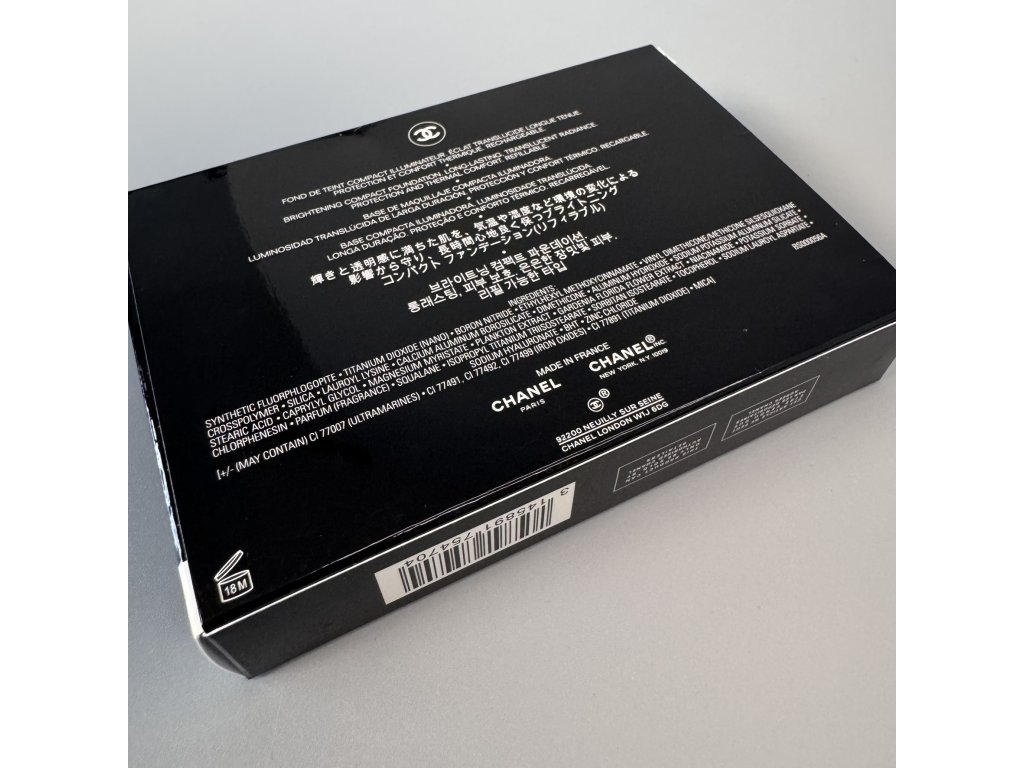 FOND DE TEINT COMPACT ILLUMINATEUR. ÉCLAT TRANSLUCIDE LONGUE TENUE.
PROTECTION ET CONFORT THERMIQUE. RECHARGEABLE.
•
BRIGHTENING COMPACT FOUNDATION. LONG-LASTING. TRANSLUCENT RADIANCE.
PROTECTION AND THERMAL COMFORT. REFILLABLE.
•
BASE DE MAQUILLAJE COMPACTA ILUMINADORA.
LUMINOSIDAD TRANSLUCIDA DE LARGA DURACIÓN. PROTECCIÓN Y CONFORT TÉRMICO. RECARGABLE.
•
BASE COMPACTA ILUMINADORA. LUMINOSIDADE TRANSLÚCIDA.
LONGA DURAÇÃO. PROTEÇÃO E CONFORTO TÉRMICO. RECARREGÁVEL.
•
輝きと透明感に満ちた肌を、気温や湿度など環境の変化による
影響から守り、長時間心地良く保つブライトニング
コンパクト ファンデーション(リフィラブル)
•
브라이트닝 컴팩트 파운데이션
롱래스팅, 피부 보호, 은은한 장밋빛 피부.
리필 가능한 타입
RS000056A
INGREDIENTS:
SYNTHETIC FLUORPHLOGOPITE • TITANIUM DIOXIDE (NANO) • BORON NITRIDE • ETHYLHEXYL METHOXYCINNAMATE • VINYL DIMETHICONE/METHICONE SILSESQUIOXANE
CROSSPOLYMER • SILICA • LAUROYL LYSINE • CALCIUM ALUMINUM BOROSILICATE • DIMETHICONE • ALUMINUM HYDROXIDE • SODIUM POTASSIUM ALUMINUM SILICATE •
STEARIC ACID • CAPRYLYL GLYCOL • MAGNESIUM MYRISTATE • PLANKTON EXTRACT • GARDENIA FLORIDA FLOWER EXTRACT • NIACINAMIDE • POTASSIUM SORBATE •
CHLORPHENESIN • PARFUM (FRAGRANCE) • SQUALANE • ISOPROPYL TITANIUM TRIISOSTEARATE • SORBITAN ISOSTEARATE • TOCOPHEROL • SODIUM LAUROYL ASPARTATE •
SODIUM HYALURONATE • BHT • ZINC CHLORIDE
[+/- (MAY CONTAIN) CI 77007 (ULTRAMARINES) • CI 77491, CI 77492, CI 77499 (IRON OXIDES) • CI 77891 (TITANIUM DIOXIDE) • MICA]
MADE IN FRANCE
CHANEL CHANEL® INC.
PARIS NEW YORK, N.Y. 10019
®
92200 NEUILLY SUR SEINE
CHANEL LONDON W1J 6DG
18 M
3 145891 754704